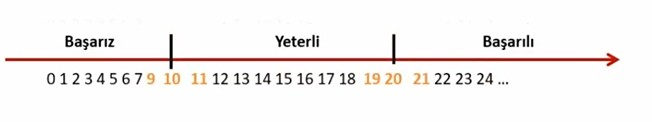 Başarız Yeterli Başarılı
0 1 2 3 4 5 6 7 9 10 11 12 13 14 15 16 17 18 19 20 21 22 23 24 ...